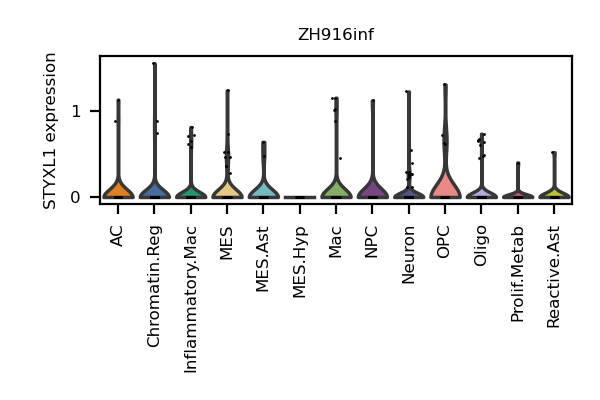 ZH916inf
STYXL1 expression
1
0
AC
Chromatin.Reg
Inflammatory.Mac
MES
MES.Ast
MES.Hyp
Mac
NPC
Neuron
OPC
Oligo
Prolif.Metab
Reactive.Ast